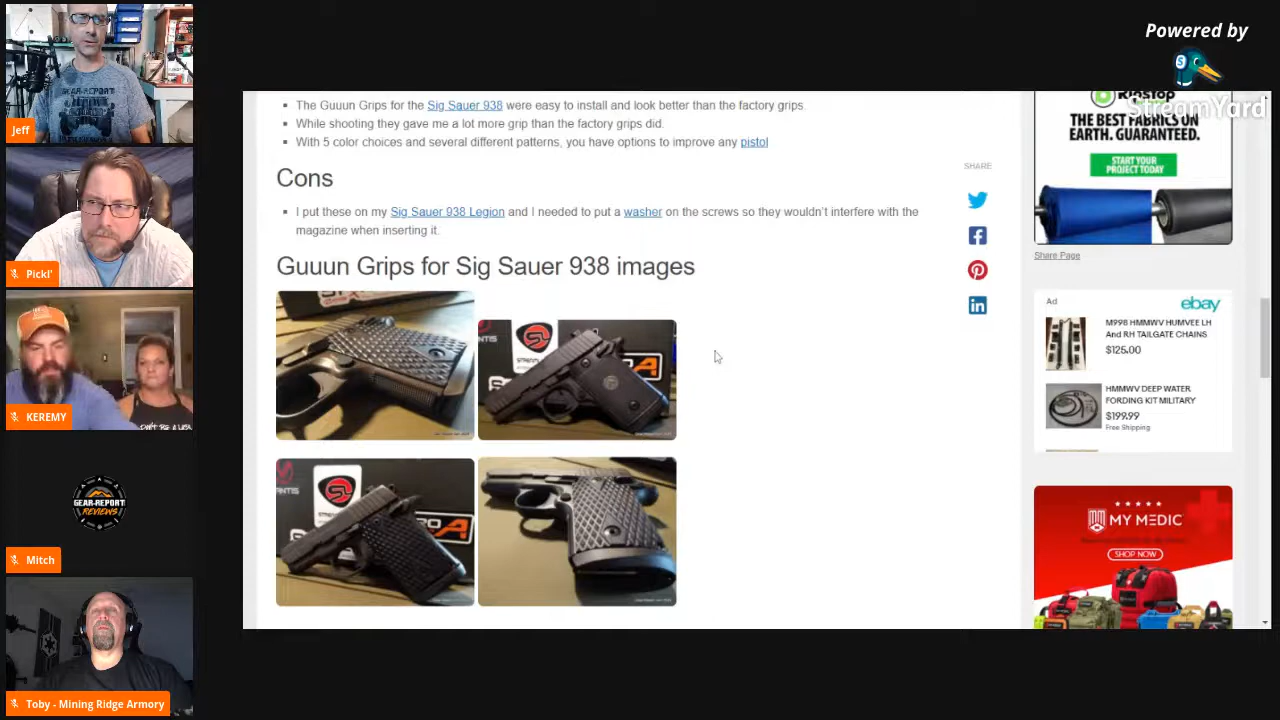 Powered by
StreamYard
GEAR-REPORT
Jeff
Pickl'
KEREMY
GEAR-REPORT
REVIEWS
Mitch
Toby - Mining Ridge Armory
The Guuun Grips for the Sig Sauer 938 were easy to install and look better than the factory grips.
While shooting they gave me a lot more grip than the factory grips did.
With 5 color choices and several different patterns, you have options to improve any pistol
Cons
I put these on my Sig Sauer 938 Legion and I needed to put a washer on the screws so they wouldn't interfere with the
magazine when inserting it.
Guuun Grips for Sig Sauer 938 images
SHARE
THE BEST FABRICS ON
EARTH. GUARANTEED.
START YOUR
PROJECT TODAY
Share Page
Ad
ebay
M998 HMMWV HUMVEE LH
And RH TAILGATE CHAINS
$125.00
HMMWV DEEP WATER
FORDING KIT MILITARY
$199.99
Free Shipping
MY MEDIC
SHOP NOW